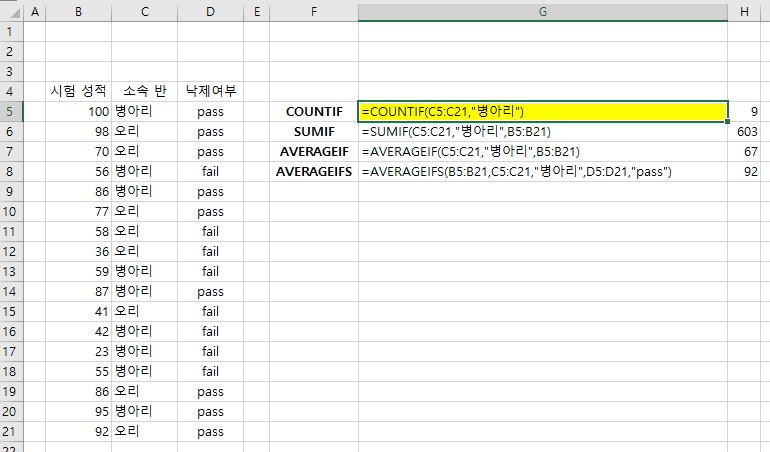 A B C D E F G H
1
2
3
4 시험 성적 소속 반 낙제여부
5 100 병아리 pass COUNTIF =COUNTIF(C5:C21,"병아리") 9
6 98 오리 pass SUMIF =SUMIF(C5:C21,"병아리",B5:B21) 603
7 70 오리 pass AVERAGEIF =AVERAGEIF(C5:C21,"병아리",B5:B21) 67
8 56 병아리 fail AVERAGEIFS =AVERAGEIFS(B5:B21,C5:C21,"병아리",D5:D21,"pass") 92
9 86 병아리 pass
10 77 오리 pass
11 58 오리 fail
12 36 오리 fail
13 59 병아리 fail
14 87 병아리 pass
15 41 오리 fail
16 42 병아리 fail
17 23 병아리 fail
18 55 병아리 fail
19 86 오리 pass
20 95 병아리 pass
21 92 오리 pass
22